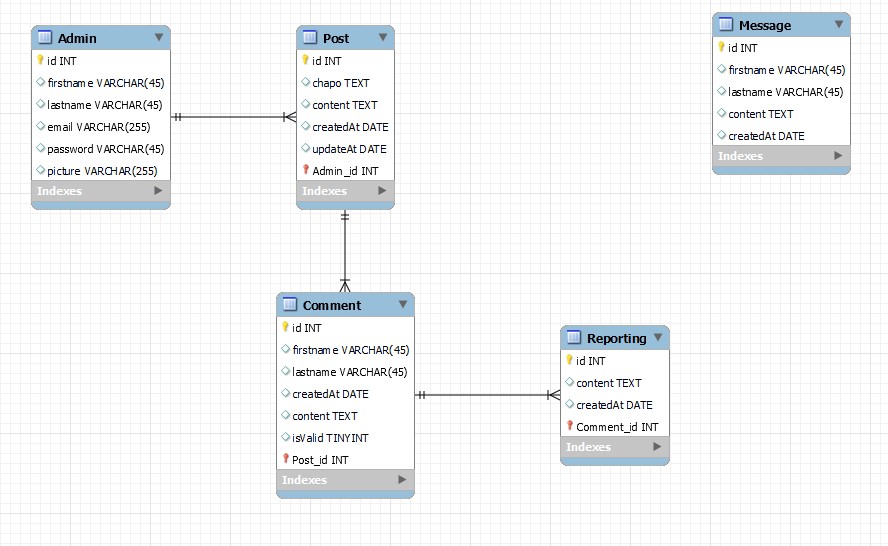 Admin
id INT
firstname VARCHAR(45)
lastname VARCHAR(45)
email VARCHAR(255)
password VARCHAR(45)
picture VARCHAR(255)
Indexes
Post
id INT
chapo TEXT
content TEXT
createdAt DATE
updateAt DATE
Admin_id INT
Indexes
Message
id INT
firstname VARCHAR(45)
lastname VARCHAR(45)
content TEXT
createdAt DATE
Indexes
Comment
id INT
firstname VARCHAR(45)
lastname VARCHAR(45)
createdAt DATE
content TEXT
isValid TINYINT
Post_id INT
Indexes
Reporting
id INT
content TEXT
createdAt DATE
Comment_id INT
Indexes